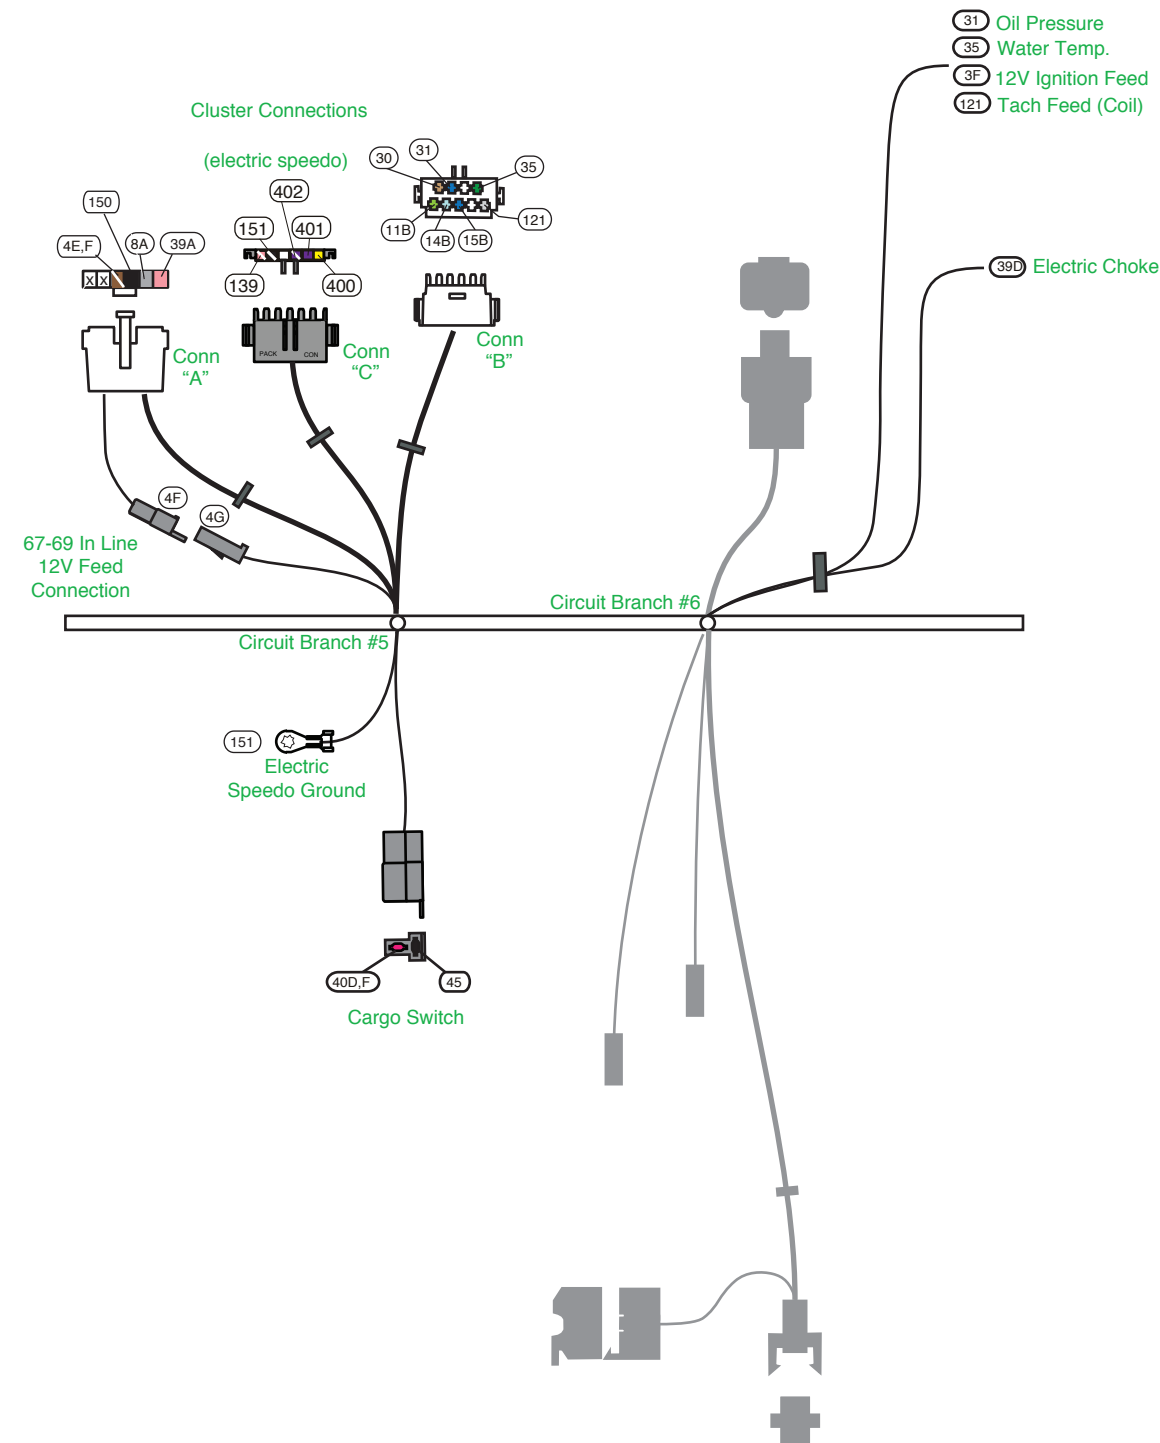 31 Oil Pressure
35 Water Temp.
3F 12V Ignition Feed
121 Tach Feed (Coil)
Cluster Connections
(electric speedo)
30
31
35
11B
14B
15B
121
402
151
401
139
400
150
4E,F
8A
39A
X X
39D Electric Choke
Conn
“A”
PACK CON
Conn
“C”
Conn
“B”
4F
4G
67-69 In Line
12V Feed
Connection
Circuit Branch #6
Circuit Branch #5
151
Electric
Speedo Ground
40D,F
45
Cargo Switch